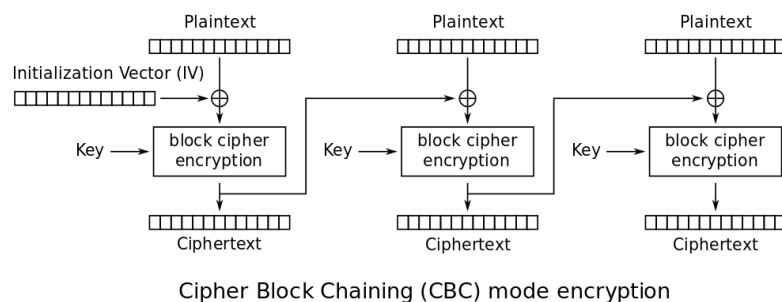 Plaintext
Plaintext
Plaintext
Initialization Vector (IV)
Key
block cipher
encryption
Key
block cipher
encryption
Key
block cipher
encryption
Ciphertext
Ciphertext
Ciphertext
Cipher Block Chaining (CBC) mode encryption